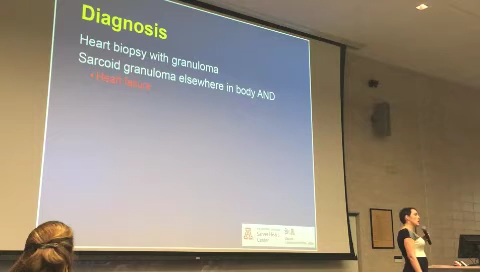 Diagnosis
Heart biopsy with granuloma
Sarcoid granuloma elsewhere in body AND
• Heart failure